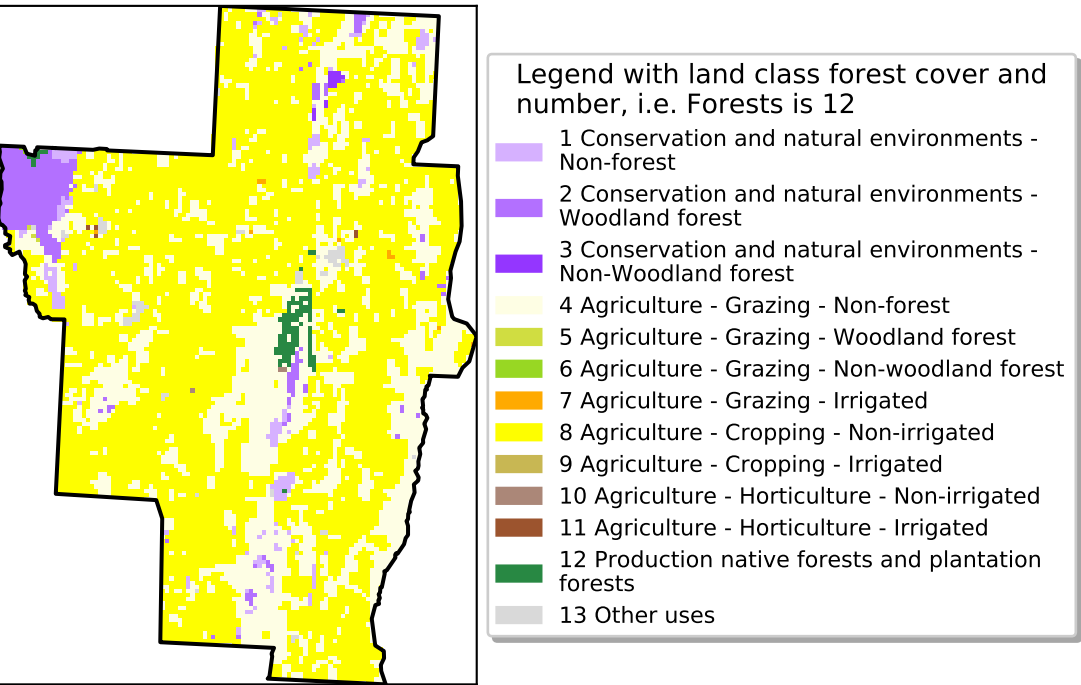 Legend with land class forest cover and
number, i.e. Forests is 12
1 Conservation and natural environments -
Non-forest
2 Conservation and natural environments -
Woodland forest
3 Conservation and natural environments -
Non-Woodland forest
4 Agriculture - Grazing - Non-forest
5 Agriculture - Grazing - Woodland forest
6 Agriculture - Grazing - Non-woodland forest
7 Agriculture - Grazing - Irrigated
8 Agriculture - Cropping - Non-irrigated
9 Agriculture - Cropping - Irrigated
10 Agriculture - Horticulture - Non-irrigated
11 Agriculture - Horticulture - Irrigated
12 Production native forests and plantation
forests
13 Other uses